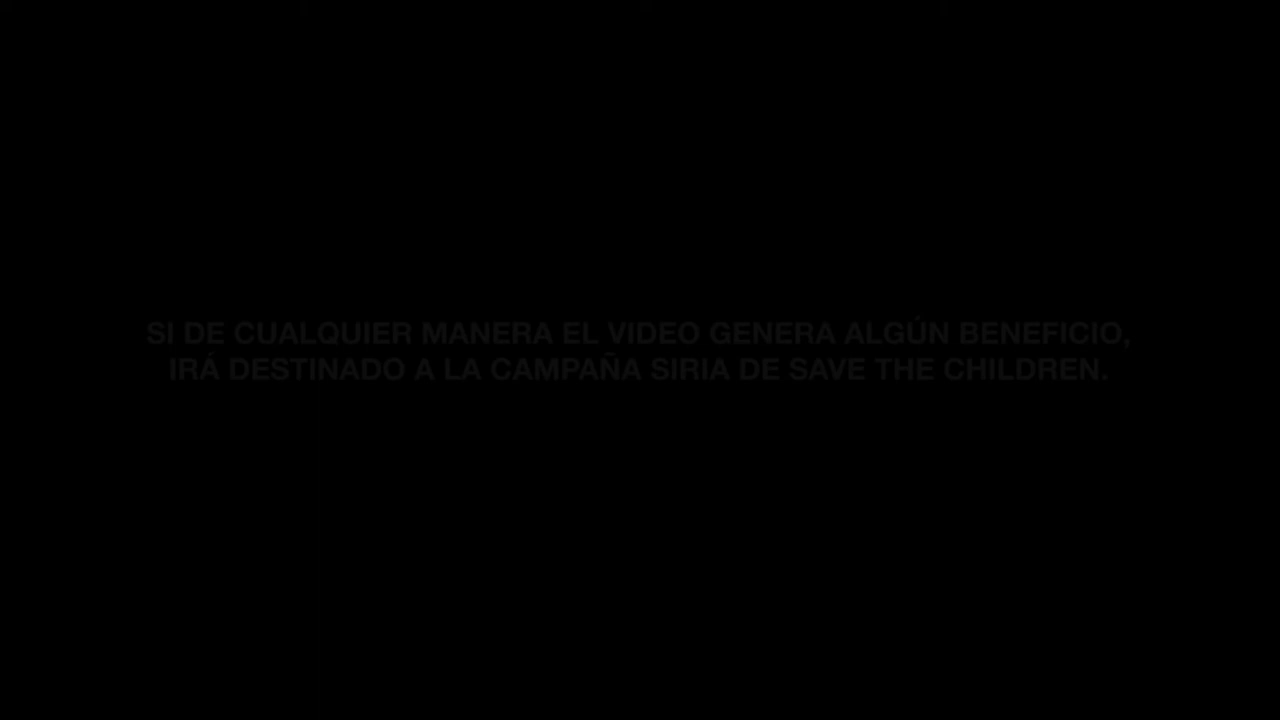 SI DE CUALQUIER MANERA EL VIDEO GENERA ALGÚN BENEFICIO,
IRÁ DESTINADO A LA CAMPAÑA SIRIA DE SAVE THE CHILDREN.